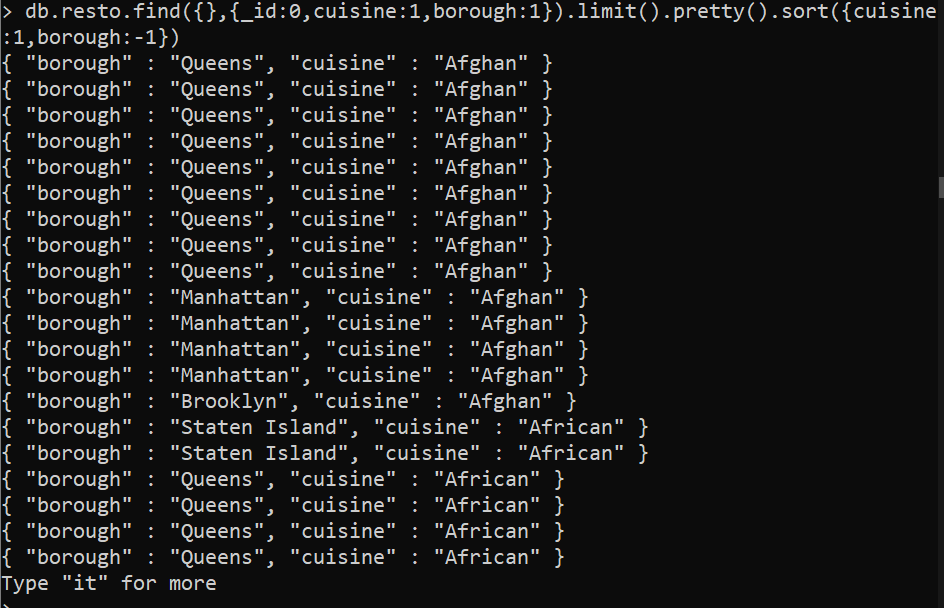 > db.resto.find({},{_id:0,cuisine:1,borough:1}).limit().pretty().sort({cuisine
:1,borough:-1})
{ "borough" : "Queens", "cuisine" : "Afghan" }
{ "borough" : "Queens", "cuisine" : "Afghan" }
{ "borough" : "Queens", "cuisine" : "Afghan" }
{ "borough" : "Queens", "cuisine" : "Afghan" }
{ "borough" : "Queens", "cuisine" : "Afghan" }
{ "borough" : "Queens", "cuisine" : "Afghan" }
{ "borough" : "Queens", "cuisine" : "Afghan" }
{ "borough" : "Queens", "cuisine" : "Afghan" }
{ "borough" : "Queens", "cuisine" : "Afghan" }
{ "borough" : "Manhattan", "cuisine" : "Afghan" }
{ "borough" : "Manhattan", "cuisine" : "Afghan" }
{ "borough" : "Manhattan", "cuisine" : "Afghan" }
{ "borough" : "Manhattan", "cuisine" : "Afghan" }
{ "borough" : "Brooklyn", "cuisine" : "Afghan" }
{ "borough" : "Staten Island", "cuisine" : "African" }
{ "borough" : "Staten Island", "cuisine" : "African" }
{ "borough" : "Queens", "cuisine" : "African" }
{ "borough" : "Queens", "cuisine" : "African" }
{ "borough" : "Queens", "cuisine" : "African" }
{ "borough" : "Queens", "cuisine" : "African" }
Type "it" for more